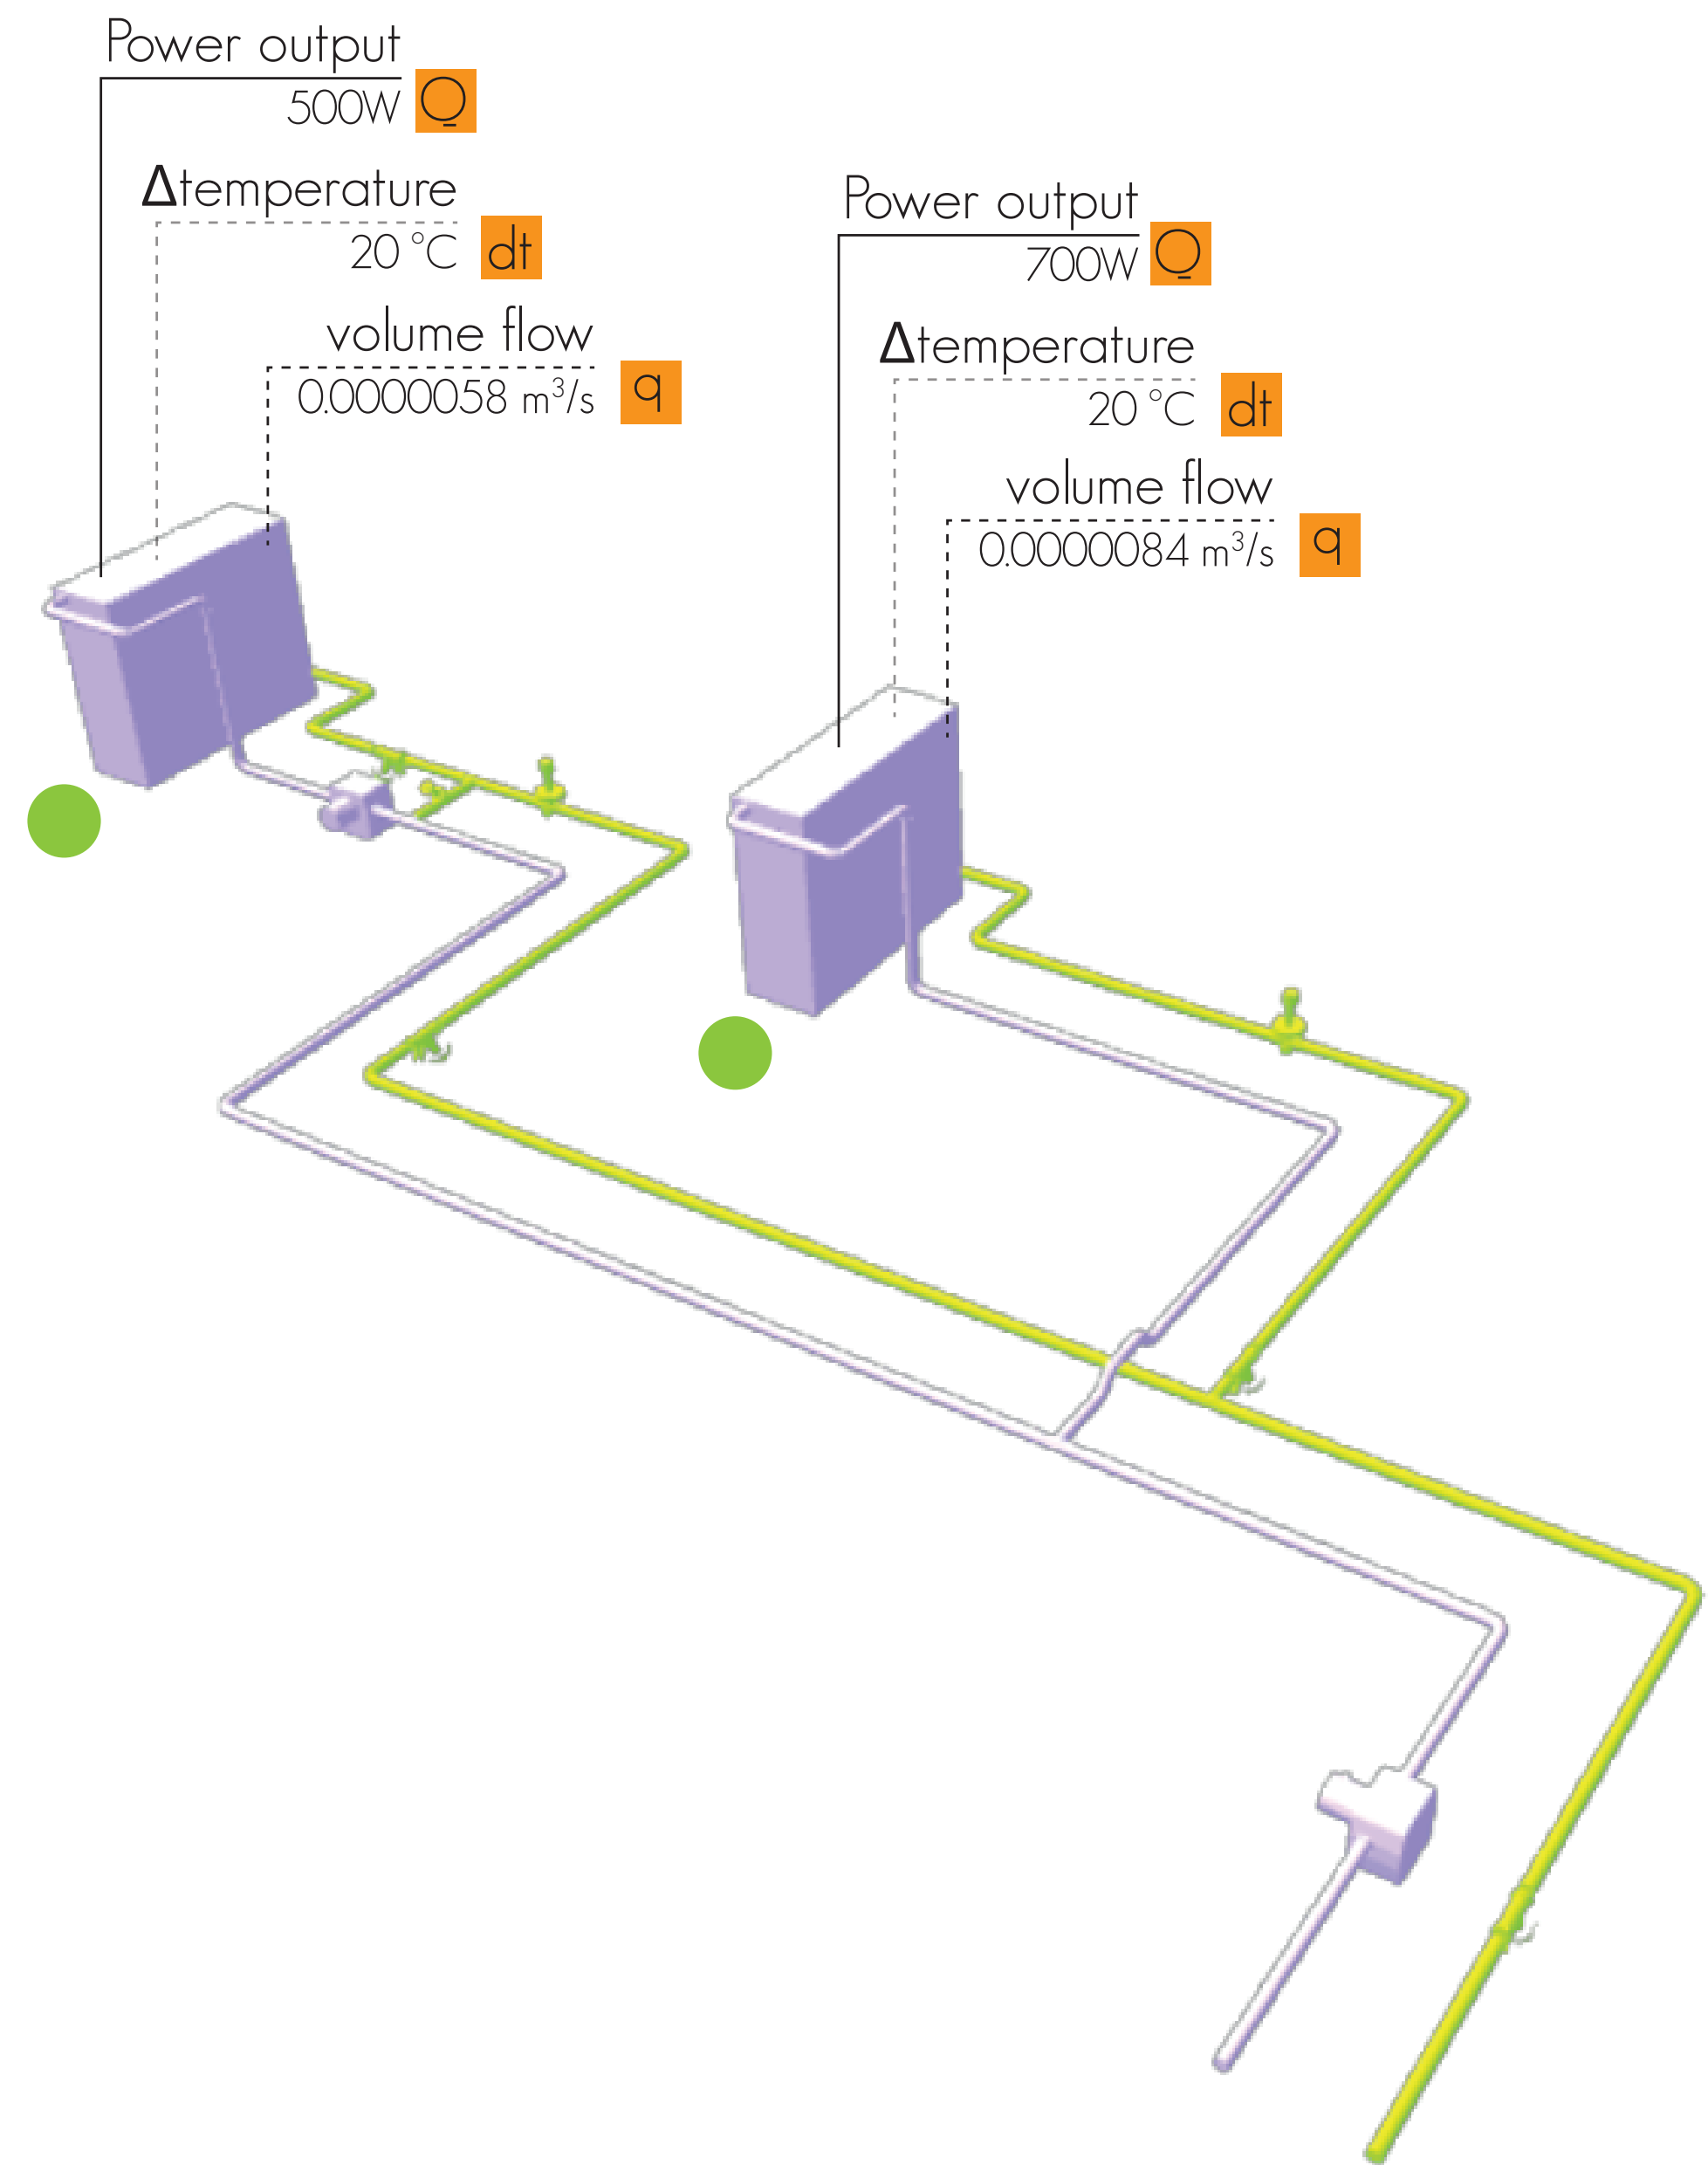 Power output
500W Q
Δtemperature
20 °C dt
volume flow
0.0000058 m³/s q
Power output
700W Q
Δtemperature
20 °C dt
volume flow
0.0000084 m³/s q